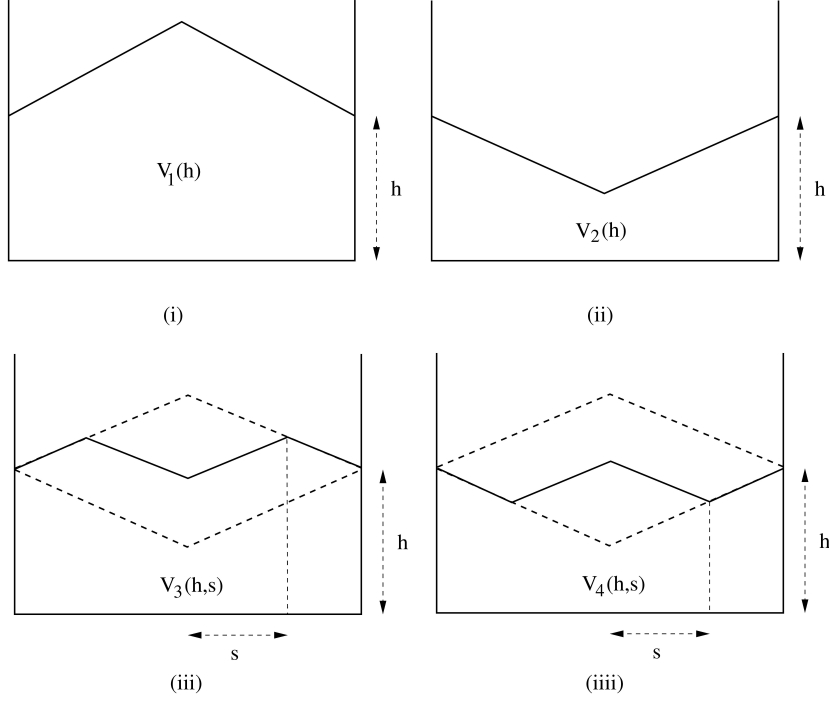 V1(h)
h
(i)
V2(h)
h
(ii)
V3(h,s)
h
s
(iii)
V4(h,s)
h
s
(iiii)